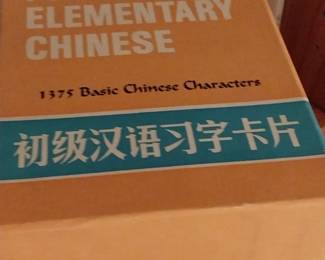 ELEMENTARY
CHINESE
1375 Basic Chinese Characters
初级汉语习字卡片